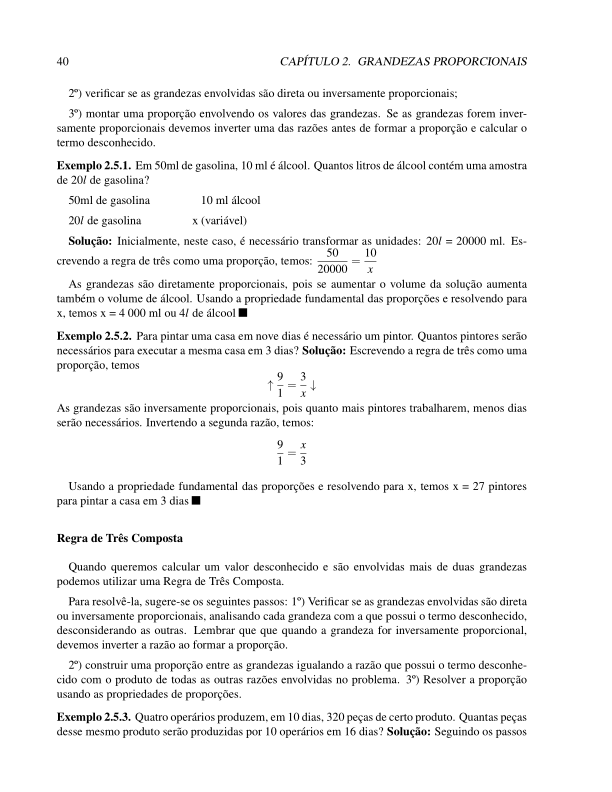 40 CAPÍTULO 2. GRANDEZAS PROPORCIONAIS
2º) verificar se as grandezas envolvidas são direta ou inversamente proporcionais;
3º) montar uma proporção envolvendo os valores das grandezas. Se as grandezas forem inver-
samente proporcionais devemos inverter uma das razões antes de formar a proporção e calcular o
termo desconhecido.
Exemplo 2.5.1. Em 50ml de gasolina, 10 ml é álcool. Quantos litros de álcool contém uma amostra
de 20l de gasolina?
50ml de gasolina 10 ml álcool
20l de gasolina x (variável)
Solução: Inicialmente, neste caso, é necessário transformar as unidades: 20l = 20000 ml. Es-
crevendo a regra de três como uma proporção, temos: 50/20000 = 10/x
As grandezas são diretamente proporcionais, pois se aumentar o volume da solução aumenta
também o volume de álcool. Usando a propriedade fundamental das proporções e resolvendo para
x, temos x = 4 000 ml ou 4l de álcool ■
Exemplo 2.5.2. Para pintar uma casa em nove dias é necessário um pintor. Quantos pintores serão
necessários para executar a mesma casa em 3 dias? Solução: Escrevendo a regra de três como uma
proporção, temos
↑ 9/1 = 3/x ↓
As grandezas são inversamente proporcionais, pois quanto mais pintores trabalharem, menos dias
serão necessários. Invertendo a segunda razão, temos:
9/1 = x/3
Usando a propriedade fundamental das proporções e resolvendo para x, temos x = 27 pintores
para pintar a casa em 3 dias ■
Regra de Três Composta
Quando queremos calcular um valor desconhecido e são envolvidas mais de duas grandezas
podemos utilizar uma Regra de Três Composta.
Para resolvê-la, sugere-se os seguintes passos: 1º) Verificar se as grandezas envolvidas são direta
ou inversamente proporcionais, analisando cada grandeza com a que possui o termo desconhecido,
desconsiderando as outras. Lembrar que que quando a grandeza for inversamente proporcional,
devemos inverter a razão ao formar a proporção.
2º) construir uma proporção entre as grandezas igualando a razão que possui o termo desconhe-
cido com o produto de todas as outras razões envolvidas no problema. 3º) Resolver a proporção
usando as propriedades de proporções.
Exemplo 2.5.3. Quatro operários produzem, em 10 dias, 320 peças de certo produto. Quantas peças
desse mesmo produto serão produzidas por 10 operários em 16 dias? Solução: Seguindo os passos